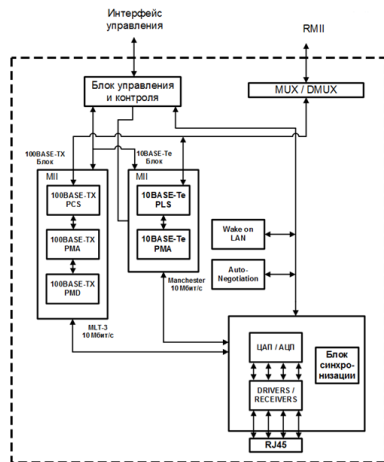 Интерфейс
управления
RMII
Блок управления
и контроля
MUX / DMUX
100BASE-TX
Блок
10BASE-Te
Блок
MII
MII
100BASE-TX
PCS
10BASE-Te
PLS
100BASE-TX
PMA
10BASE-Te
PMA
100BASE-TX
PMD
Wake on
LAN
Auto-
Negotiation
Manchester
10 Мбит/с
MLT-3
10 Мбит/с
ЦАП / АЦП
Блок
синхро-
низации
DRIVERS /
RECEIVERS
RJ45